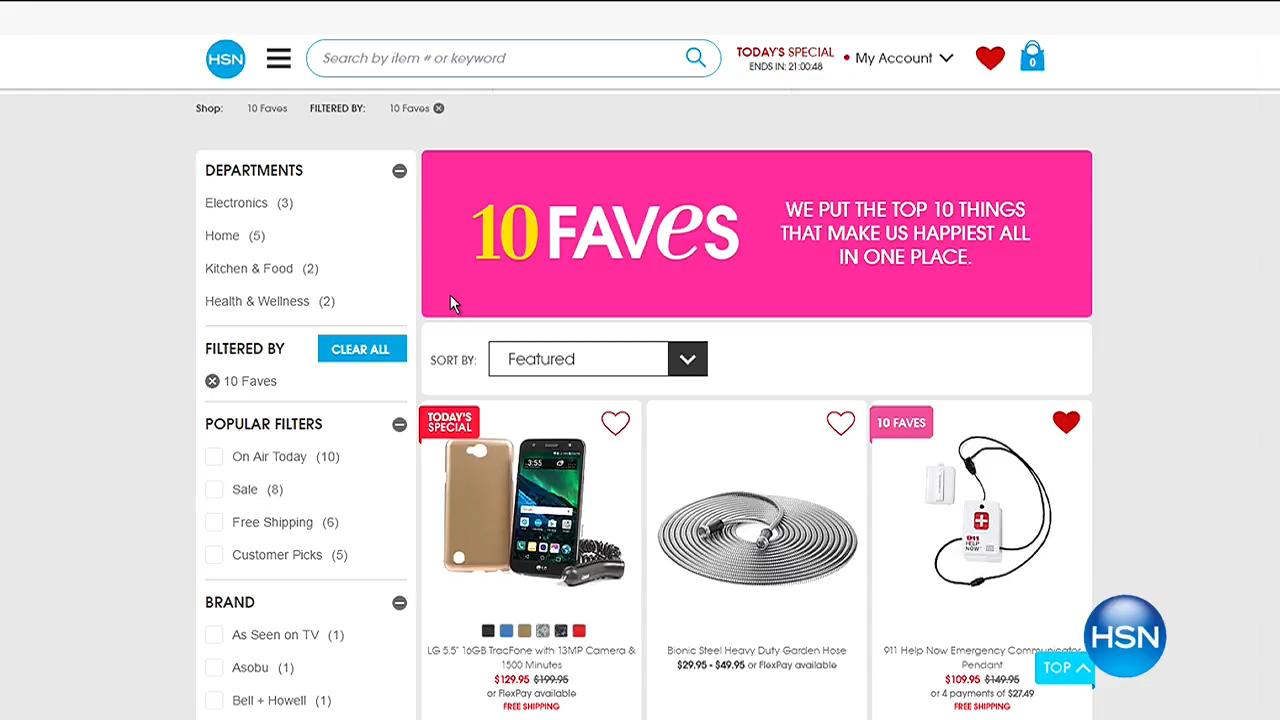 HSN
Search by item # or keyword
TODAY'S SPECIAL
ENDS IN: 21:00:48
My Account
0
Shop: 10 Faves FILTERED BY: 10 Faves
DEPARTMENTS
Electronics (3)
Home (5)
Kitchen & Food (2)
Health & Wellness (2)
FILTERED BY CLEAR ALL
10 Faves
POPULAR FILTERS
On Air Today (10)
Sale (8)
Free Shipping (6)
Customer Picks (5)
BRAND
As Seen on TV (1)
Asobu (1)
Bell + Howell (1)
10 FAVES
WE PUT THE TOP 10 THINGS
THAT MAKE US HAPPIEST ALL
IN ONE PLACE.
SORT BY: Featured
TODAY'S
SPECIAL
3:55
LG 5.5" 16GB TracFone with 13MP Camera &
1500 Minutes
$129.95 $199.95
or FlexPay available
FREE SHIPPING
Bionic Steel Heavy Duty Garden Hose
$29.95 - $49.95 or FlexPay available
10 FAVES
911
HELP
NOW
911 Help Now Emergency Communicator
Pendant
$109.95 $149.95
or 4 payments of $27.49
FREE SHIPPING
TOP
HSN